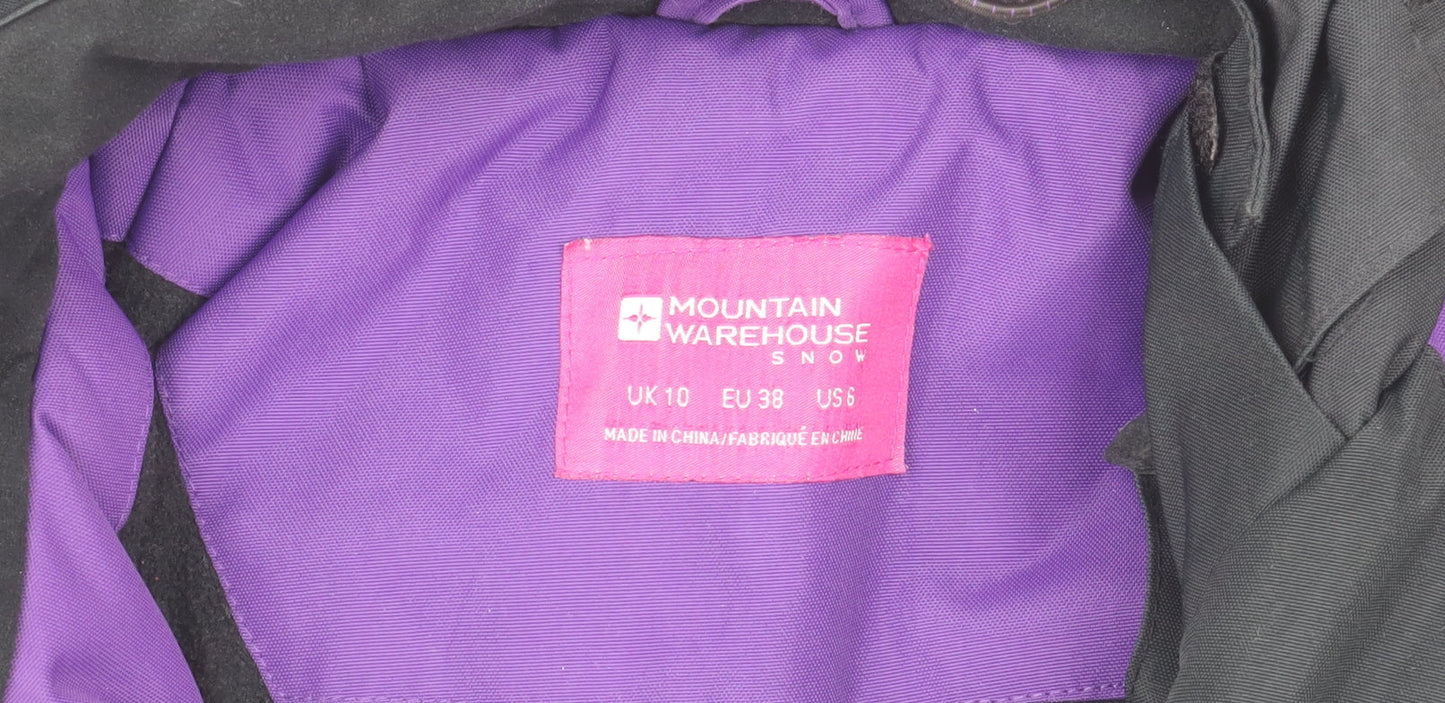 MOUNTAIN
WAREHOUSE
SNOW
UK 10 EU 38 US 6
MADE IN CHINA/FABRIQUÉ EN CHINE